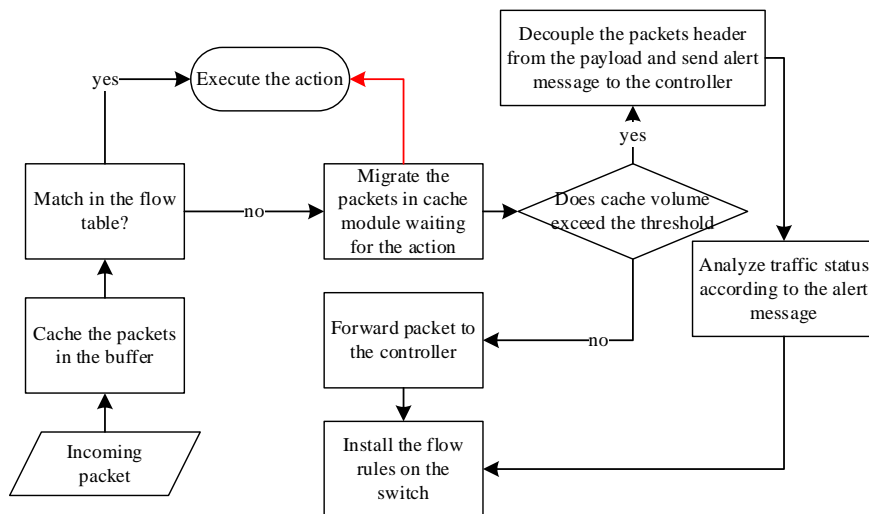 Decouple the packets header
from the payload and send alert
message to the controller
yes
Execute the action
yes
Match in the flow
table?
no
Migrate the
packets in cache
module waiting
for the action
Does cache volume
exceed the threshold
Analyze traffic status
according to the alert
message
Cache the packets
in the buffer
Forward packet to
the controller
no
Incoming
packet
Install the flow
rules on the
switch